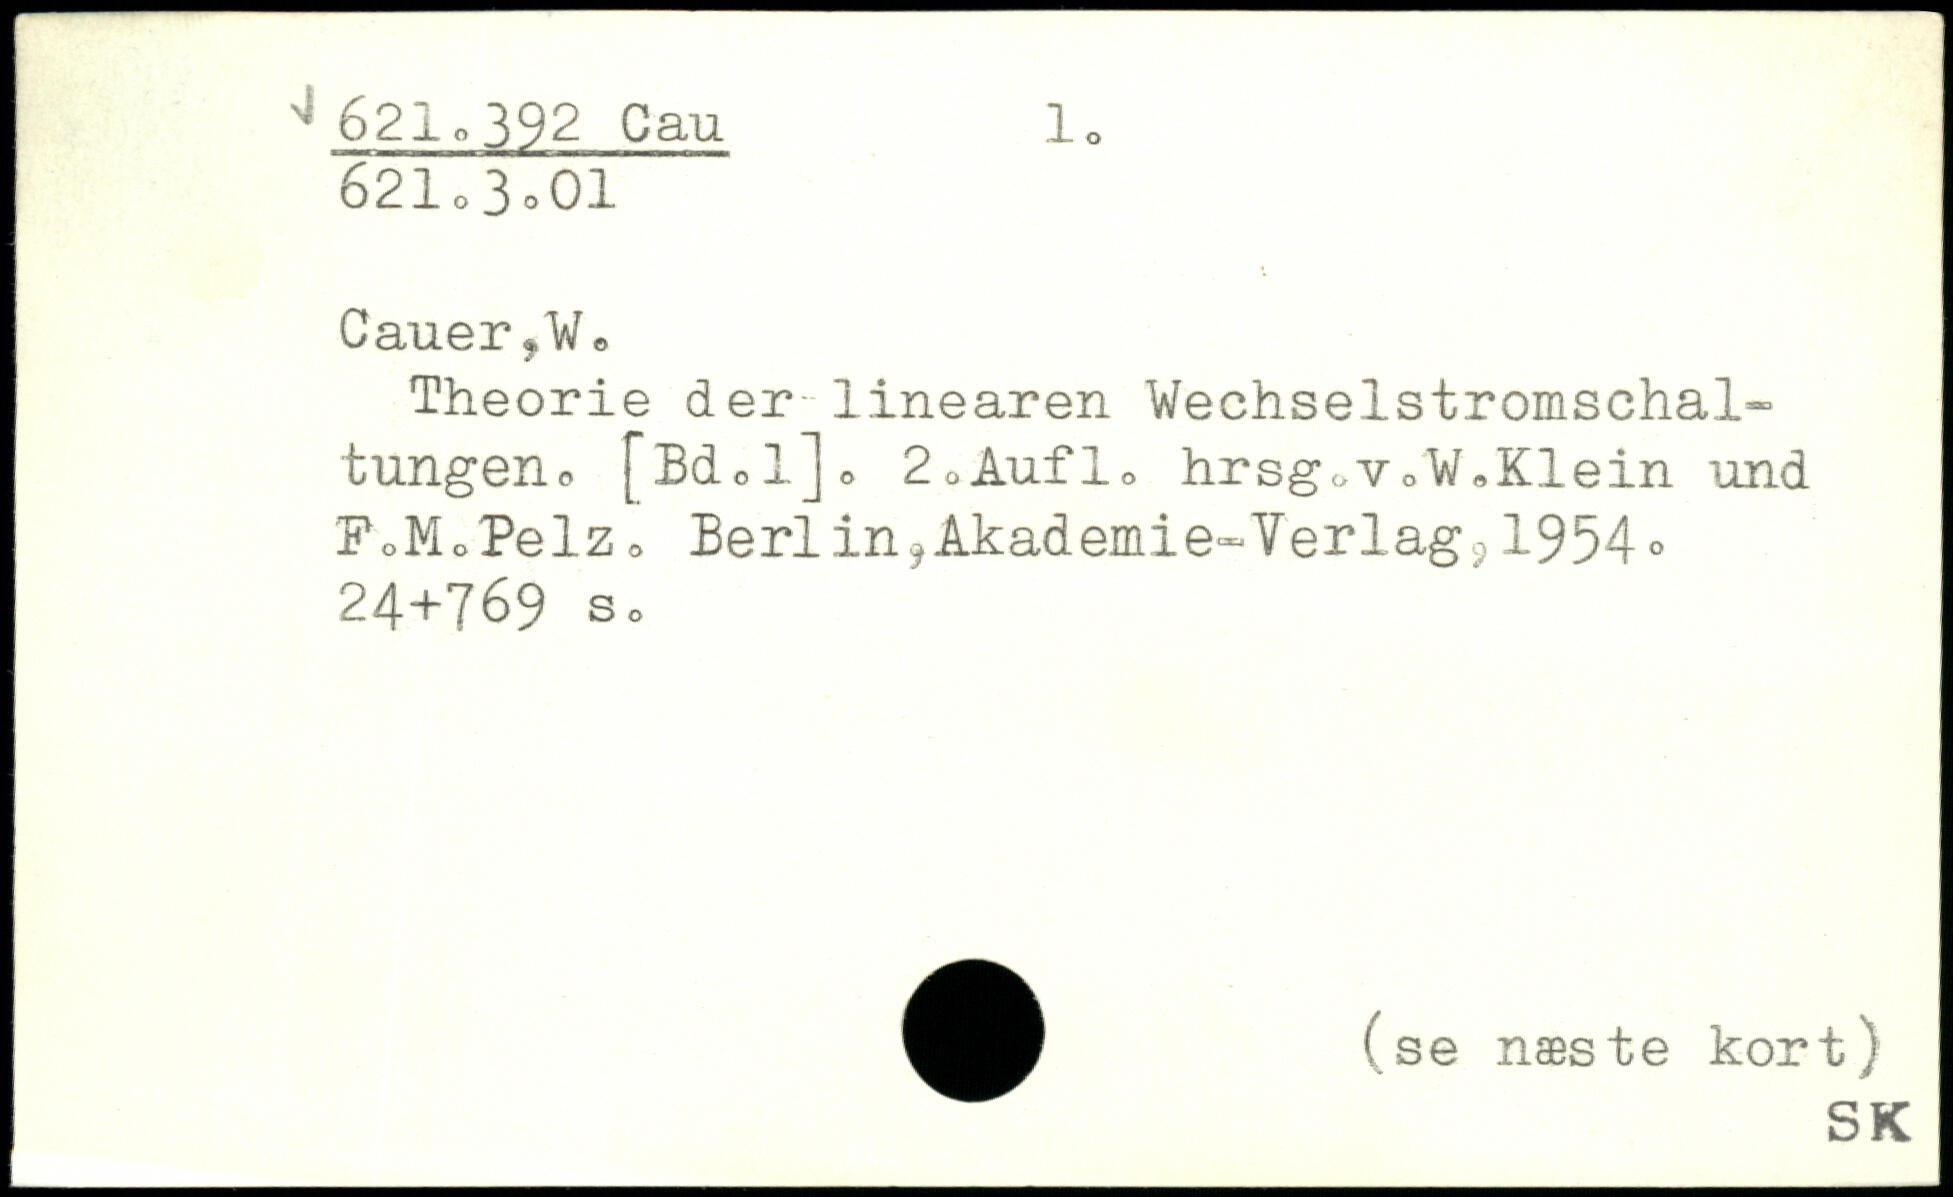 ✓ 621.392 Cau 1.
621.3.01
Cauer,W.
Theorie der linearen Wechselstromschal-
tungen. [Bd.1]. 2.Aufl. hrsg.v.W.Klein und
F.M.Pelz. Berlin,Akademie-Verlag,1954.
24+769 s.
(se næste kort)
SK